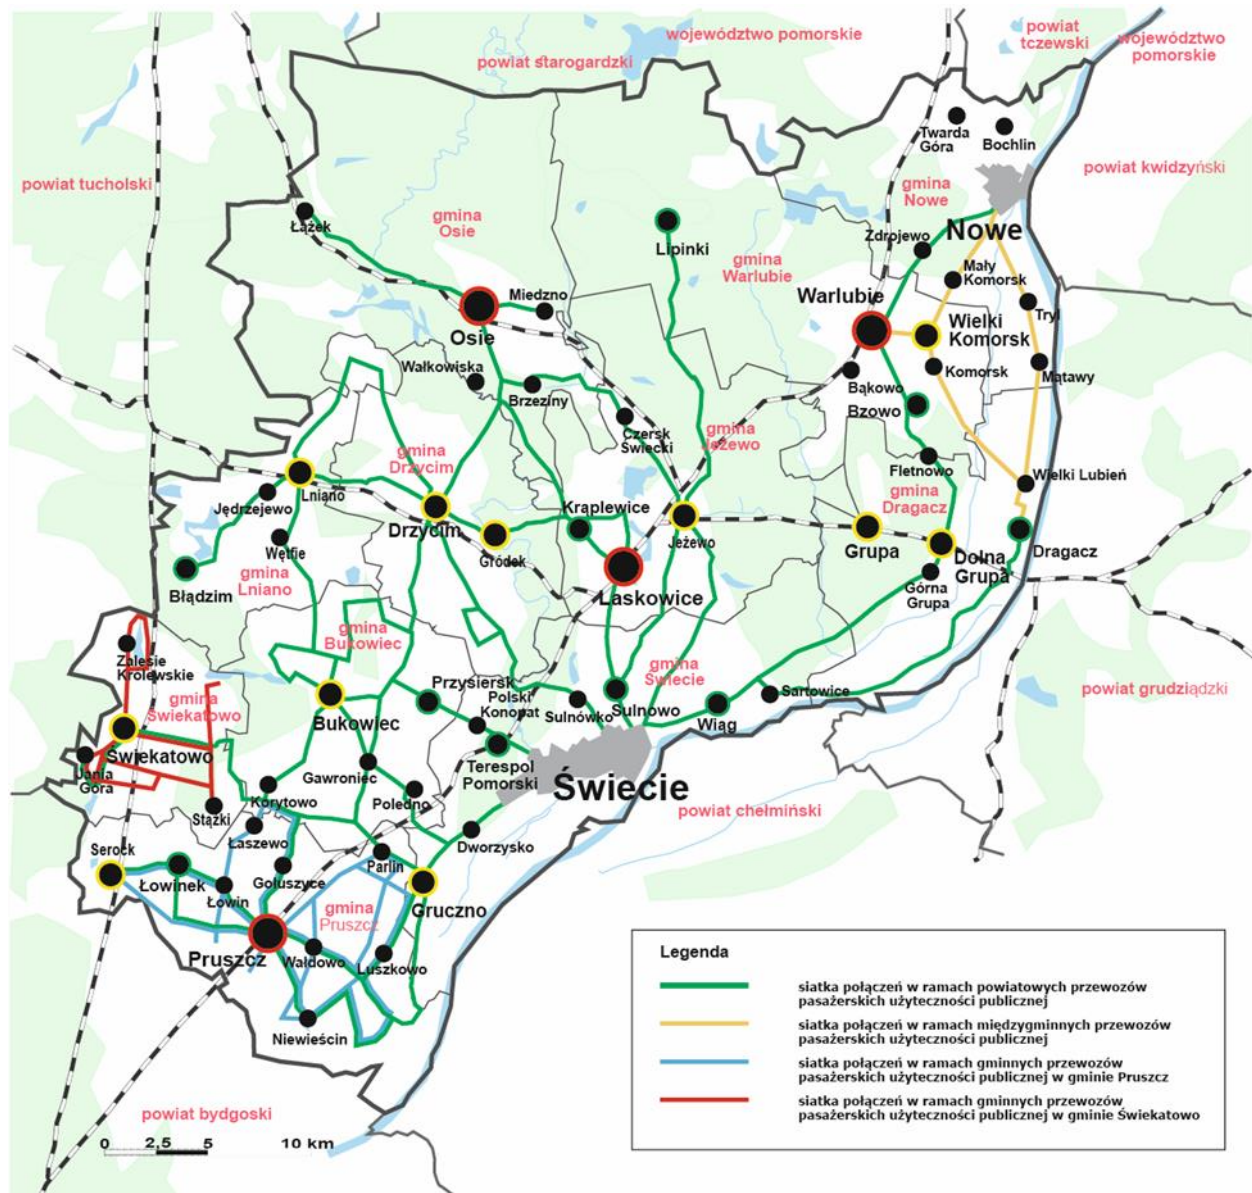 województwo pomorskie
powiat
tczewski
województwo
pomorskie
powiat starogardzki
Twarda
Góra
Bochlin
powiat tucholski
powiat kwidzyński
gmina
Nowe
gmina
Osie
Łążek
Lipinki
Zdrojewo
Nowe
gmina
Warlubie
Mały
Komorsk
Miedzno
Warlubie
Tryl
Osie
Wielki
Komorsk
Wałkowiska
Komorsk
Mątawy
Bąkowo
Brzeziny
Bzowo
Czersk
Świecki
gmina
Jeżewo
gmina
Drzycim
Fletnowo
Wielki Lubień
gmina
Dragacz
Lniano
Jędrzejewo
Krąplewice
Drzycim
Jeżewo
Grupa
Dragacz
Wętfie
Gródek
Dolna
Grupa
gmina
Lniano
Błądzim
Laskowice
Górna
Grupa
gmina
Bukowiec
Zalesie
Królewskie
gmina
Świecie
Przysiersk
powiat grudziądzki
gmina
Świekatowo
Polski
Konopat
Sartowice
Bukowiec
Sulnówko
Sulnowo
Wiąg
Świekatowo
Terespol
Pomorski
Jania
Góra
Gawroniec
Świecie
Korytowo
Poledno
Stążki
powiat chełmiński
Łaszewo
Dworzysko
Serock
Parlin
Łowinek
Gołuszyce
Łowin
gmina
Pruszcz
Gruczno
Pruszcz
Wałdowo
Luszkowo
Niewieścin
powiat bydgoski
0 2,5 5 10 km
Legenda
siatka połączeń w ramach powiatowych przewozów
pasażerskich użyteczności publicznej
siatka połączeń w ramach międzygminnych przewozów
pasażerskich użyteczności publicznej
siatka połączeń w ramach gminnych przewozów
pasażerskich użyteczności publicznej w gminie Pruszcz
siatka połączeń w ramach gminnych przewozów
pasażerskich użyteczności publicznej w gminie Świekatowo